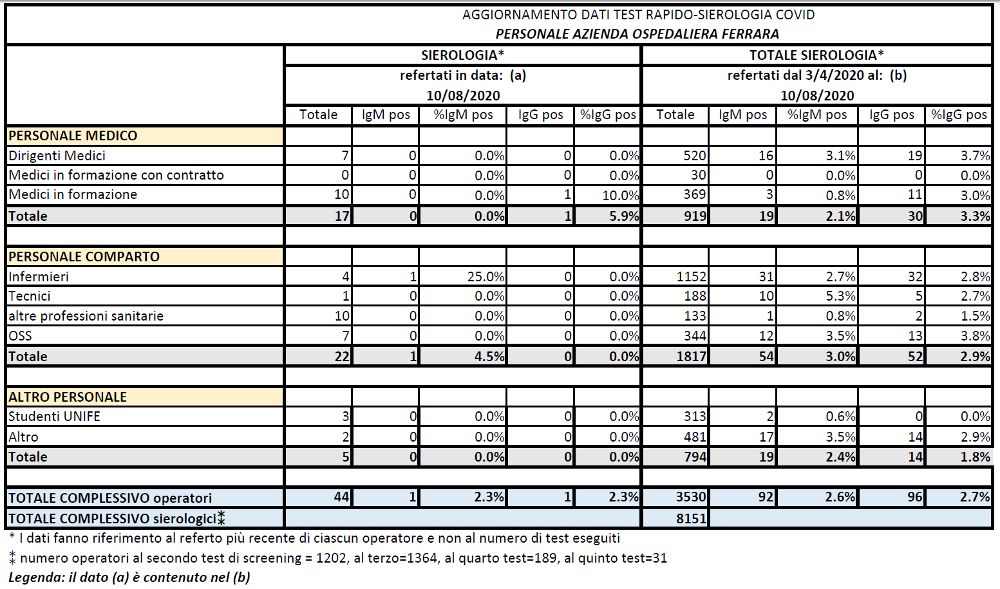 AGGIORNAMENTO DATI TEST RAPIDO-SIEROLOGIA COVID
PERSONALE AZIENDA OSPEDALIERA FERRARA
SIEROLOGIA* TOTALE SIEROLOGIA*
refertati in data: (a) refertati dal 3/4/2020 al: (b)
10/08/2020 10/08/2020
Totale IgM pos %IgM pos IgG pos %IgG pos Totale IgM pos %IgM pos IgG pos %IgG pos
PERSONALE MEDICO
Dirigenti Medici 7 0 0.0% 0 0.0% 520 16 3.1% 19 3.7%
Medici in formazione con contratto 0 0 0.0% 0 0.0% 30 0 0.0% 0 0.0%
Medici in formazione 10 0 0.0% 1 10.0% 369 3 0.8% 11 3.0%
Totale 17 0 0.0% 1 5.9% 919 19 2.1% 30 3.3%
PERSONALE COMPARTO
Infermieri 4 1 25.0% 0 0.0% 1152 31 2.7% 32 2.8%
Tecnici 1 0 0.0% 0 0.0% 188 10 5.3% 5 2.7%
altre professioni sanitarie 10 0 0.0% 0 0.0% 133 1 0.8% 2 1.5%
OSS 7 0 0.0% 0 0.0% 344 12 3.5% 13 3.8%
Totale 22 1 4.5% 0 0.0% 1817 54 3.0% 52 2.9%
ALTRO PERSONALE
Studenti UNIFE 3 0 0.0% 0 0.0% 313 2 0.6% 0 0.0%
Altro 2 0 0.0% 0 0.0% 481 17 3.5% 14 2.9%
Totale 5 0 0.0% 0 0.0% 794 19 2.4% 14 1.8%
TOTALE COMPLESSIVO operatori 44 1 2.3% 1 2.3% 3530 92 2.6% 96 2.7%
TOTALE COMPLESSIVO sierologici⁑ 8151
* I dati fanno riferimento al referto più recente di ciascun operatore e non al numero di test eseguiti
⁑ numero operatori al secondo test di screening = 1202, al terzo=1364, al quarto test=189, al quinto test=31
Legenda: il dato (a) è contenuto nel (b)